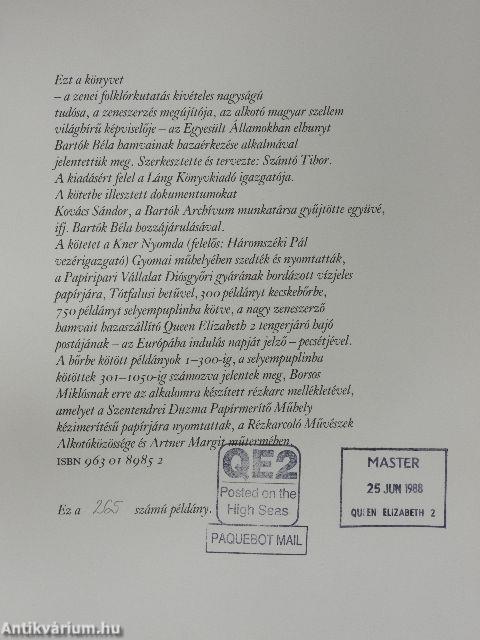 Ezt a könyvet
– a zenei folklórkutatás kivételes nagyságú
tudósa, a zeneszerzés megújítója, az alkotó magyar szellem
világhírű képviselője – az Egyesült Államokban elhunyt
Bartók Béla hamvainak hazaérkezése alkalmával
jelentettük meg. Szerkesztette és tervezte: Szántó Tibor.
A kiadásért felel a Láng Könyvkiadó igazgatója.
A kötetbe illesztett dokumentumokat
Kovács Sándor, a Bartók Archívum munkatársa gyűjtötte együvé,
ifj. Bartók Béla hozzájárulásával.
A kötetet a Kner Nyomda (felelős: Háromszéki Pál
vezérigazgató) Gyomai műhelyében szedték és nyomtatták,
a Papíripari Vállalat Diósgyőri gyárának bordázott vízjeles
papírjára, Tótfalusi betűvel, 300 példányt kecskebőrbe,
750 példányt selyempuplinba kötve, a nagy zeneszerző
hamvait hazaszállító Queen Elizabeth 2 tengerjáró hajó
postájának – az Európába indulás napját jelző – pecsétjével.
A bőrbe kötött példányok 1–300-ig, a selyempuplinba
kötöttek 301–1050-ig számozva jelentek meg, Borsos
Miklósnak erre az alkalomra készített rézkarc mellékletével,
amelyet a Szentendrei Duzma Papírmerítő Műhely
kézimerítésű papírjára nyomtattak, a Rézkarcoló Művészek
Alkotóközössége és Artner Margit műtermében.
ISBN 963 01 8985 2
Ez a 265 számú példány.
QE2
Posted on the
High Seas
PAQUEBOT MAIL
MASTER
25 JUN 1988
QUEEN ELIZABETH 2
Antikvárium.hu